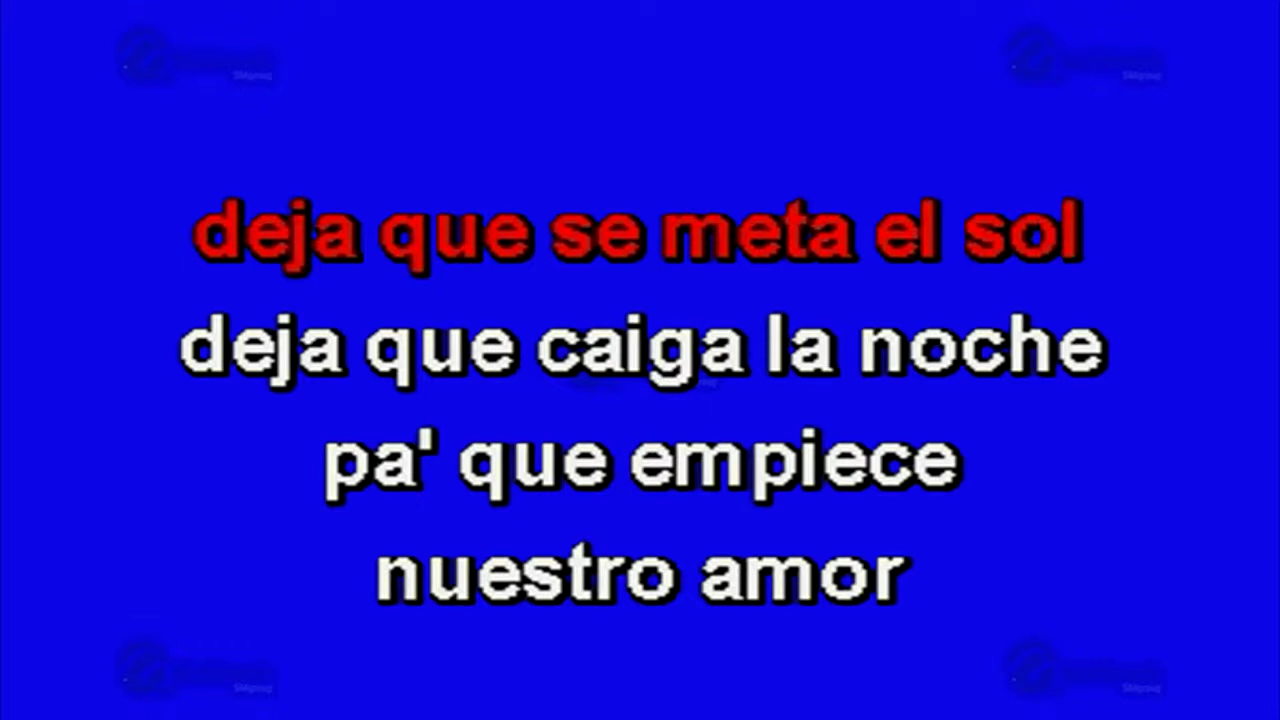 deja que se meta el sol
deja que caiga la noche
pa' que empiece
nuestro amor